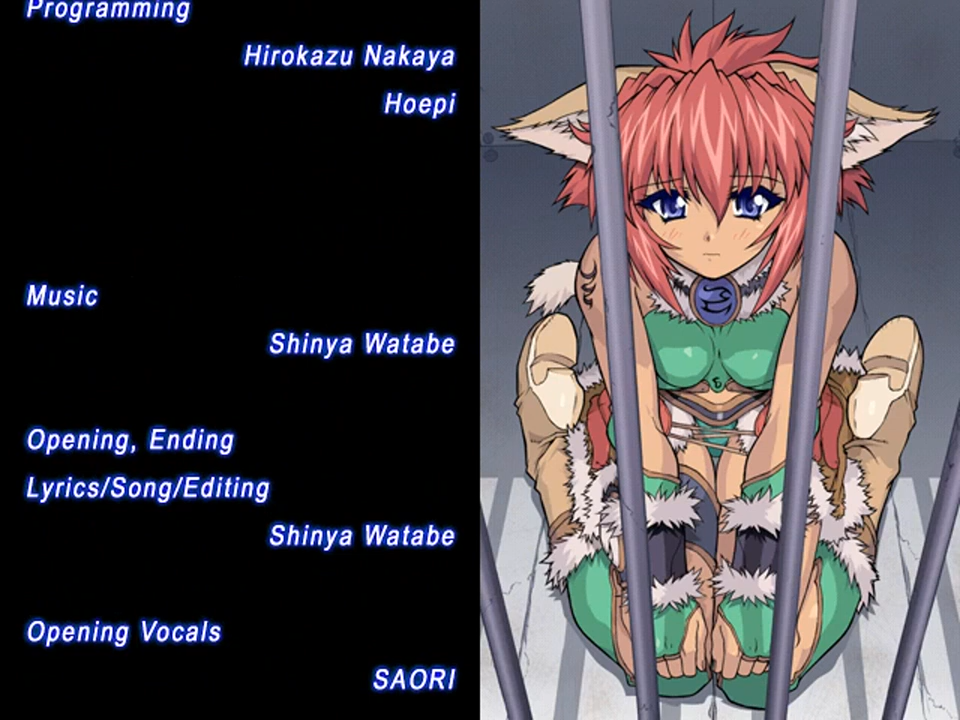 Programming
Hirokazu Nakaya
Hoepi
Music
Shinya Watabe
Opening, Ending
Lyrics/Song/Editing
Shinya Watabe
Opening Vocals
SAORI